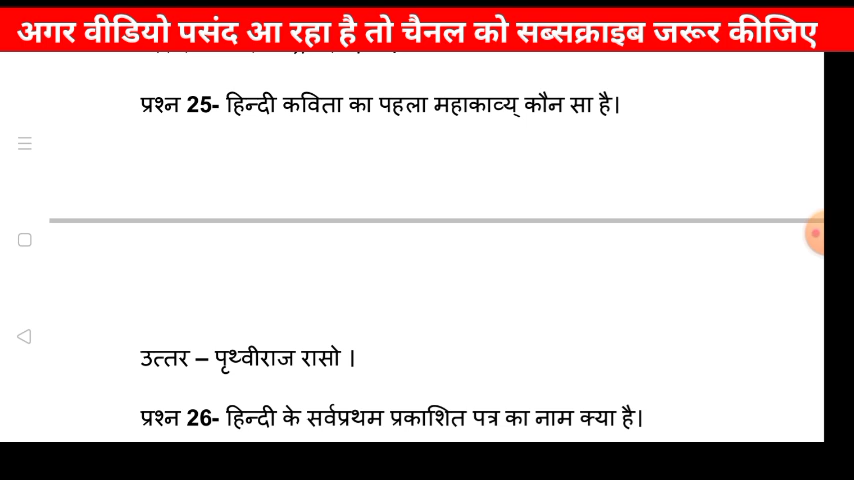 अगर वीडियो पसंद आ रहा है तो चैनल को सब्सक्राइब जरूर कीजिए
प्रश्न 25- हिन्दी कविता का पहला महाकाव्य् कौन सा है।
उत्तर – पृथ्वीराज रासो ।
प्रश्न 26- हिन्दी के सर्वप्रथम प्रकाशित पत्र का नाम क्या है।